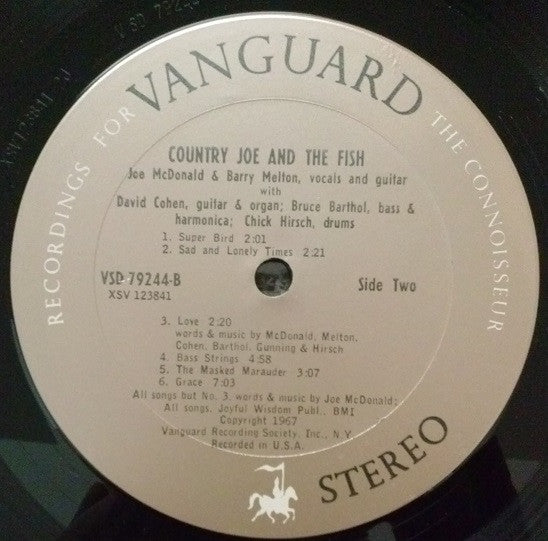 VANGUARD
RECORDINGS FOR THE CONNOISSEUR
COUNTRY JOE AND THE FISH
Joe McDonald & Barry Melton, vocals and guitar
with
David Cohen, guitar & organ; Bruce Barthol, bass &
harmonica; Chick Hirsch, drums
1. Super Bird 2:01
2. Sad and Lonely Times 2:21
VSD-79244-B
XSV 123841
Side Two
3. Love 2:20
words & music by McDonald, Melton,
Cohen, Barthol, Gunning & Hirsch
4. Bass Strings 4:58
5. The Masked Marauder 3:07
6. Grace 7:03
All songs but No. 3, words & music by Joe McDonald;
All songs, Joyful Wisdom Publ., BMI
Copyright 1967
Vanguard Recording Society, Inc., N.Y.
Recorded in U.S.A.
STEREO